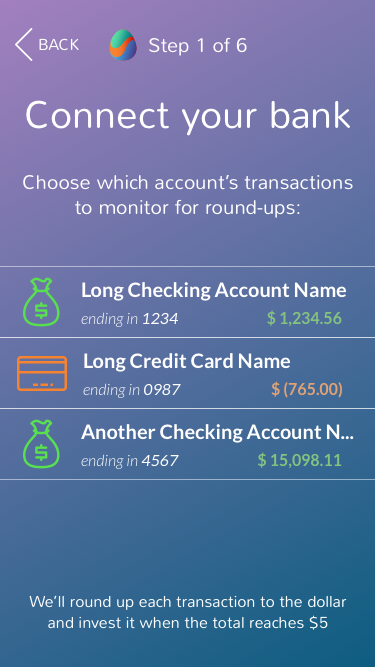 BACK
Step 1 of 6
Connect your bank
Choose which account's transactions
to monitor for round-ups:
Long Checking Account Name
ending in 1234 $ 1,234.56
Long Credit Card Name
ending in 0987 $ (765.00)
Another Checking Account N...
ending in 4567 $ 15,098.11
We'll round up each transaction to the dollar
and invest it when the total reaches $5